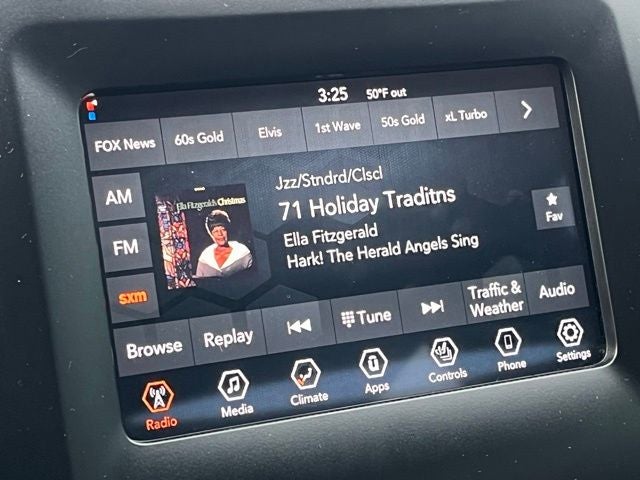 3:25 50°F out
FOX News 60s Gold Elvis 1st Wave 50s Gold xL Turbo
AM
FM
sxm
Ella Fitzgerald's Christmas
Jzz/Stndrd/Clscl
71 Holiday Traditns
Ella Fitzgerald
Hark! The Herald Angels Sing
Fav
Browse Replay Tune Traffic & Weather Audio
Radio Media Climate Apps Controls Phone Settings